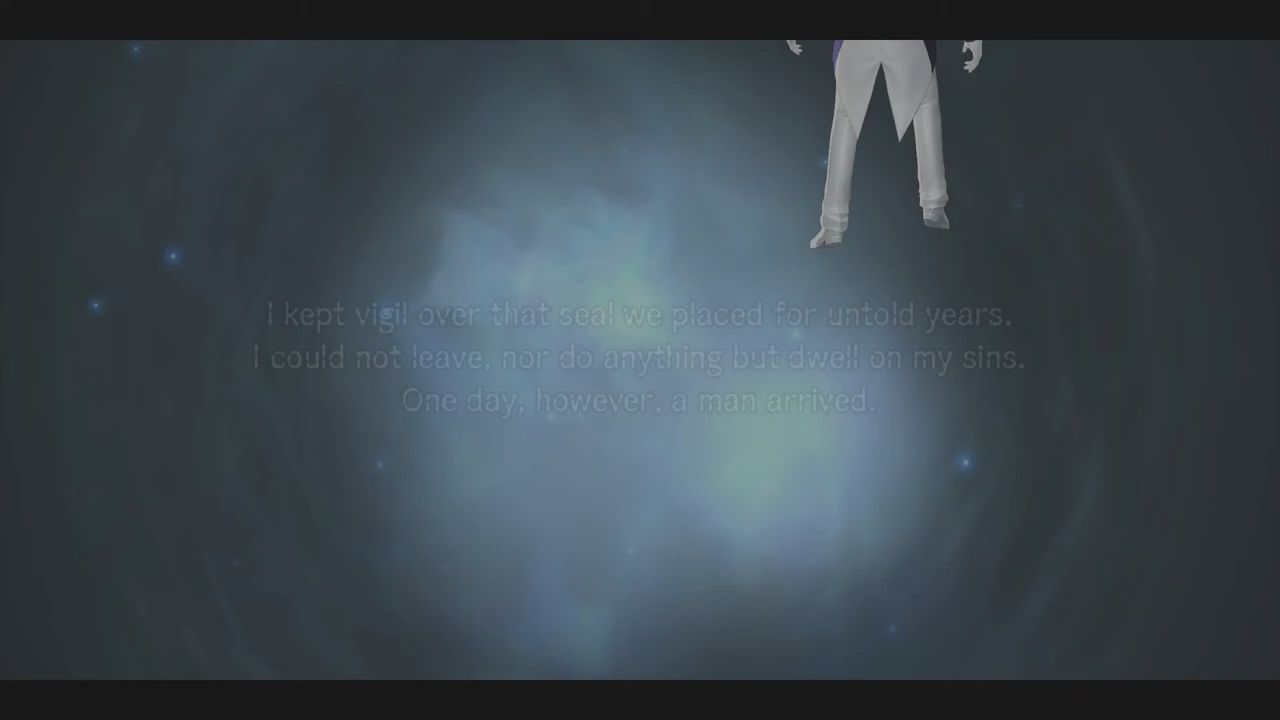 I kept vigil over that seal we placed for untold years.
I could not leave, nor do anything but dwell on my sins.
One day, however, a man arrived.